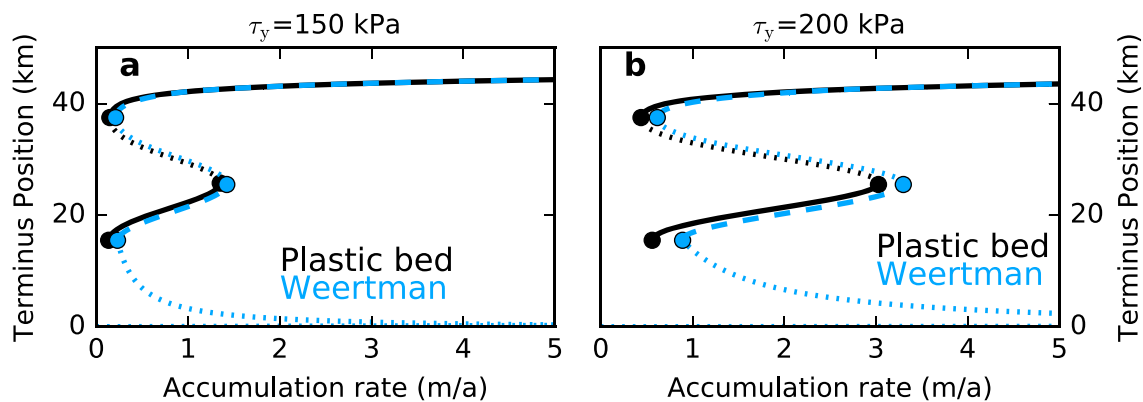 τy=150 kPa
τy=200 kPa
a
b
Terminus Position (km)
40
20
0
Plastic bed
Weertman
0 1 2 3 4 5
Accumulation rate (m/a)
Plastic bed
Weertman
0 1 2 3 4 5
Accumulation rate (m/a)
40
20
0
Terminus Position (km)